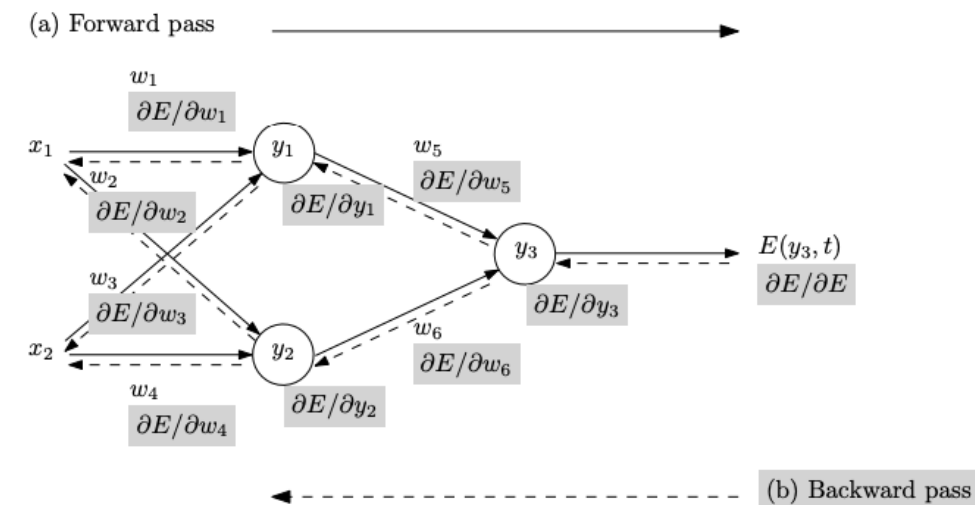 (a) Forward pass
w₁
∂E/∂w₁
x₁
y₁
w₅
w₂
∂E/∂w₅
∂E/∂w₂
∂E/∂y₁
y₃
E(y₃, t)
w₃
∂E/∂E
∂E/∂w₃
∂E/∂y₃
w₆
x₂
y₂
∂E/∂w₆
w₄
∂E/∂y₂
∂E/∂w₄
(b) Backward pass